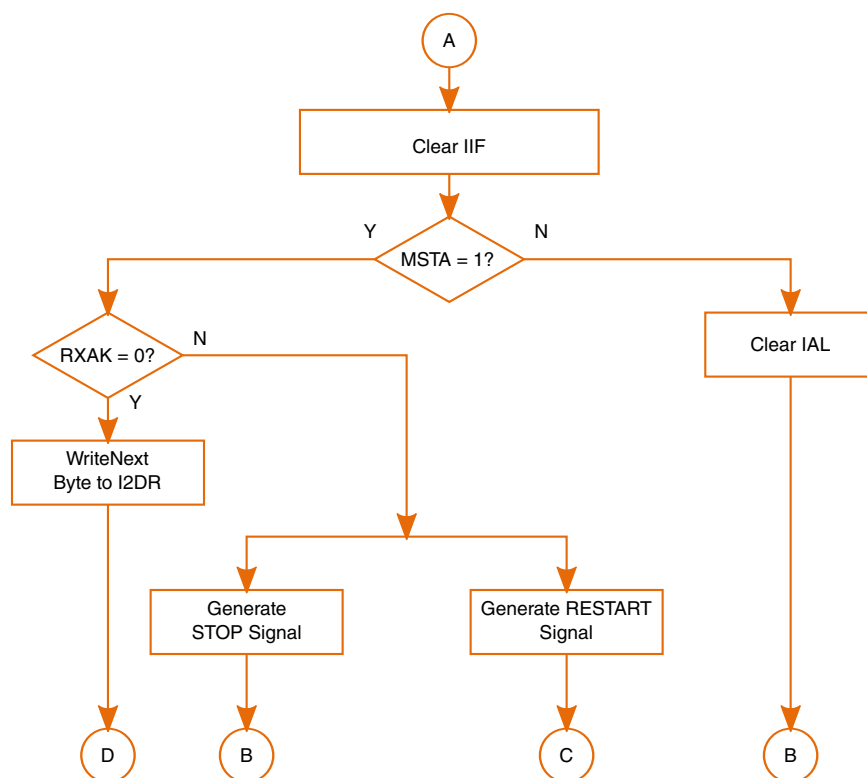 A
Clear IIF
Y
N
MSTA = 1?
RXAK = 0?
N
Clear IAL
Y
WriteNext
Byte to I2DR
Generate
STOP Signal
Generate RESTART
Signal
D
B
C
B